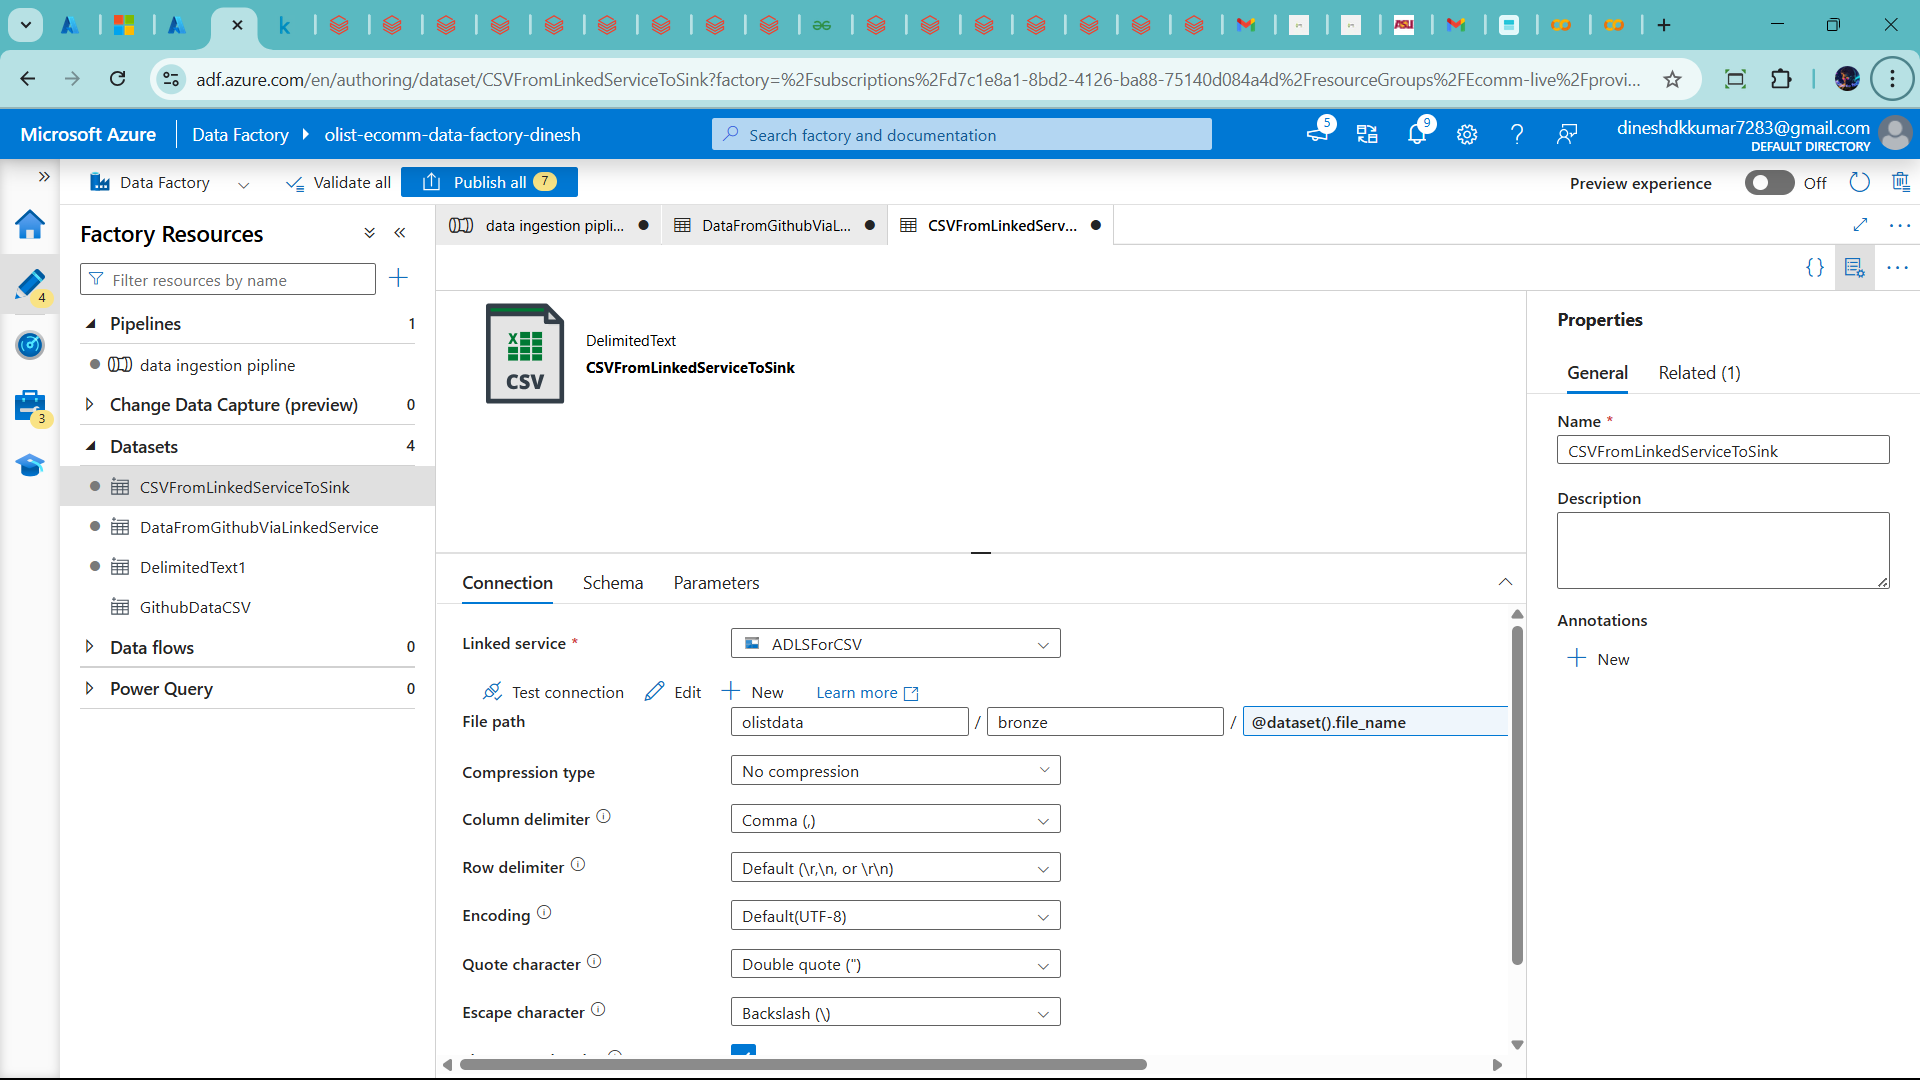 adf.azure.com/en/authoring/dataset/CSVFromLinkedServiceToSink?factory=%2Fsubscriptions%2Fd7c1e8a1-8bd2-4126-ba88-75140d084a4d%2FresourceGroups%2FEcomm-live%2Fprovi...
Microsoft Azure Data Factory olist-ecomm-data-factory-dinesh Search factory and documentation 5 9 dineshdkkumar7283@gmail.com
DEFAULT DIRECTORY
Data Factory Validate all Publish all 7 Preview experience Off
Factory Resources
Filter resources by name
4
3
Pipelines 1
data ingestion pipline
Change Data Capture (preview) 0
Datasets 4
CSVFromLinkedServiceToSink
DataFromGithubViaLinkedService
DelimitedText1
GithubDataCSV
Data flows 0
Power Query 0
data ingestion pipli... DataFromGithubViaL... CSVFromLinkedServ...
X
CSV
DelimitedText
CSVFromLinkedServiceToSink
Connection Schema Parameters
Linked service * ADLSForCSV
Test connection Edit New Learn more
File path olistdata / bronze / @dataset().file_name
Compression type No compression
Column delimiter Comma (,)
Row delimiter Default (\r,\n, or \r\n)
Encoding Default(UTF-8)
Quote character Double quote (")
Escape character Backslash (\)
Properties
General Related (1)
Name *
CSVFromLinkedServiceToSink
Description
Annotations
New